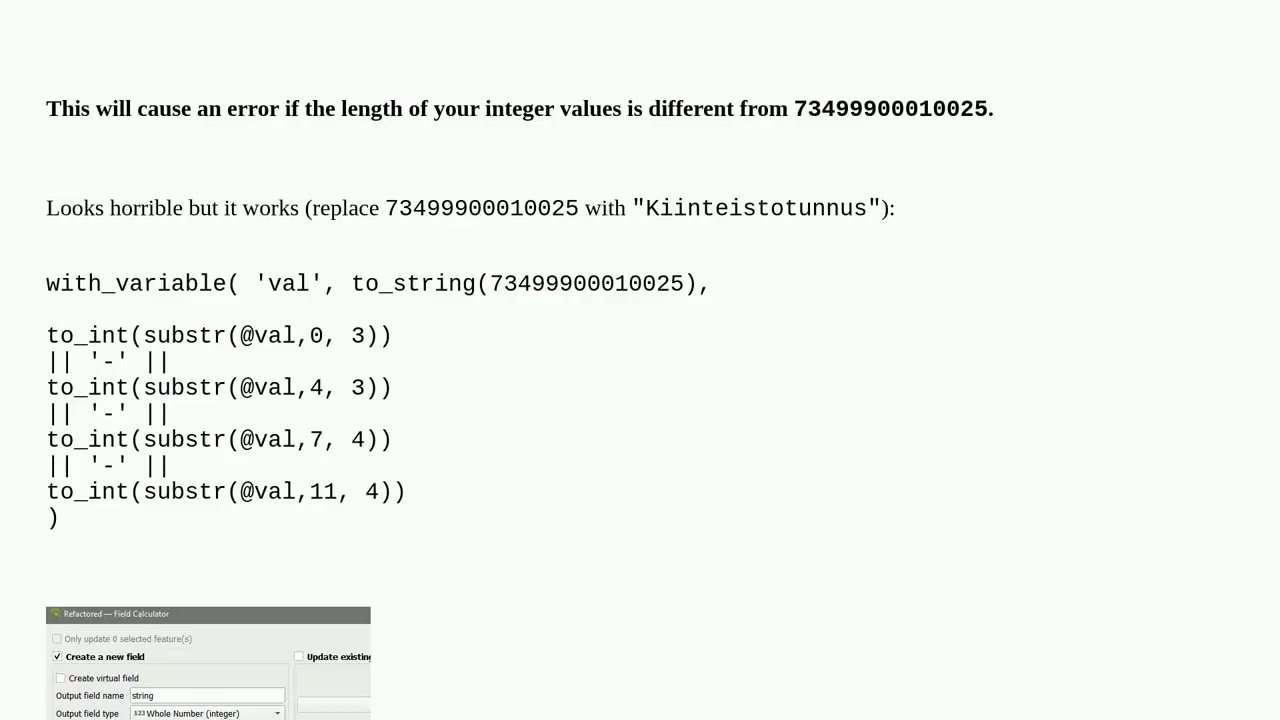 This will cause an error if the length of your integer values is different from 73499900010025.
Looks horrible but it works (replace 73499900010025 with "Kiinteistotunnus"):
with_variable( 'val', to_string(73499900010025),
to_int(substr(@val,0, 3))
|| '-' ||
to_int(substr(@val,4, 3))
|| '-' ||
to_int(substr(@val,7, 4))
|| '-' ||
to_int(substr(@val,11, 4))
)
Refactored — Field Calculator
Only update 0 selected feature(s)
Create a new field
Update existing
Create virtual field
Output field name string
Output field type 123 Whole Number (integer)